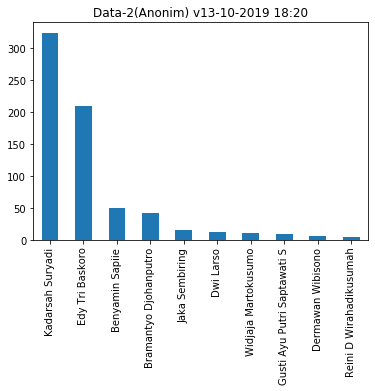 Data-2(Anonim) v13-10-2019 18:20
300
250
200
150
100
50
0
Kadarsah Suryadi
Edy Tri Baskoro
Benyamin Sapiie
Bramantyo Djohanputro
Jaka Sembiring
Dwi Larso
Widjaja Martokusumo
Gusti Ayu Putri Saptawati S
Dermawan Wibisono
Reini D Wirahadikusumah